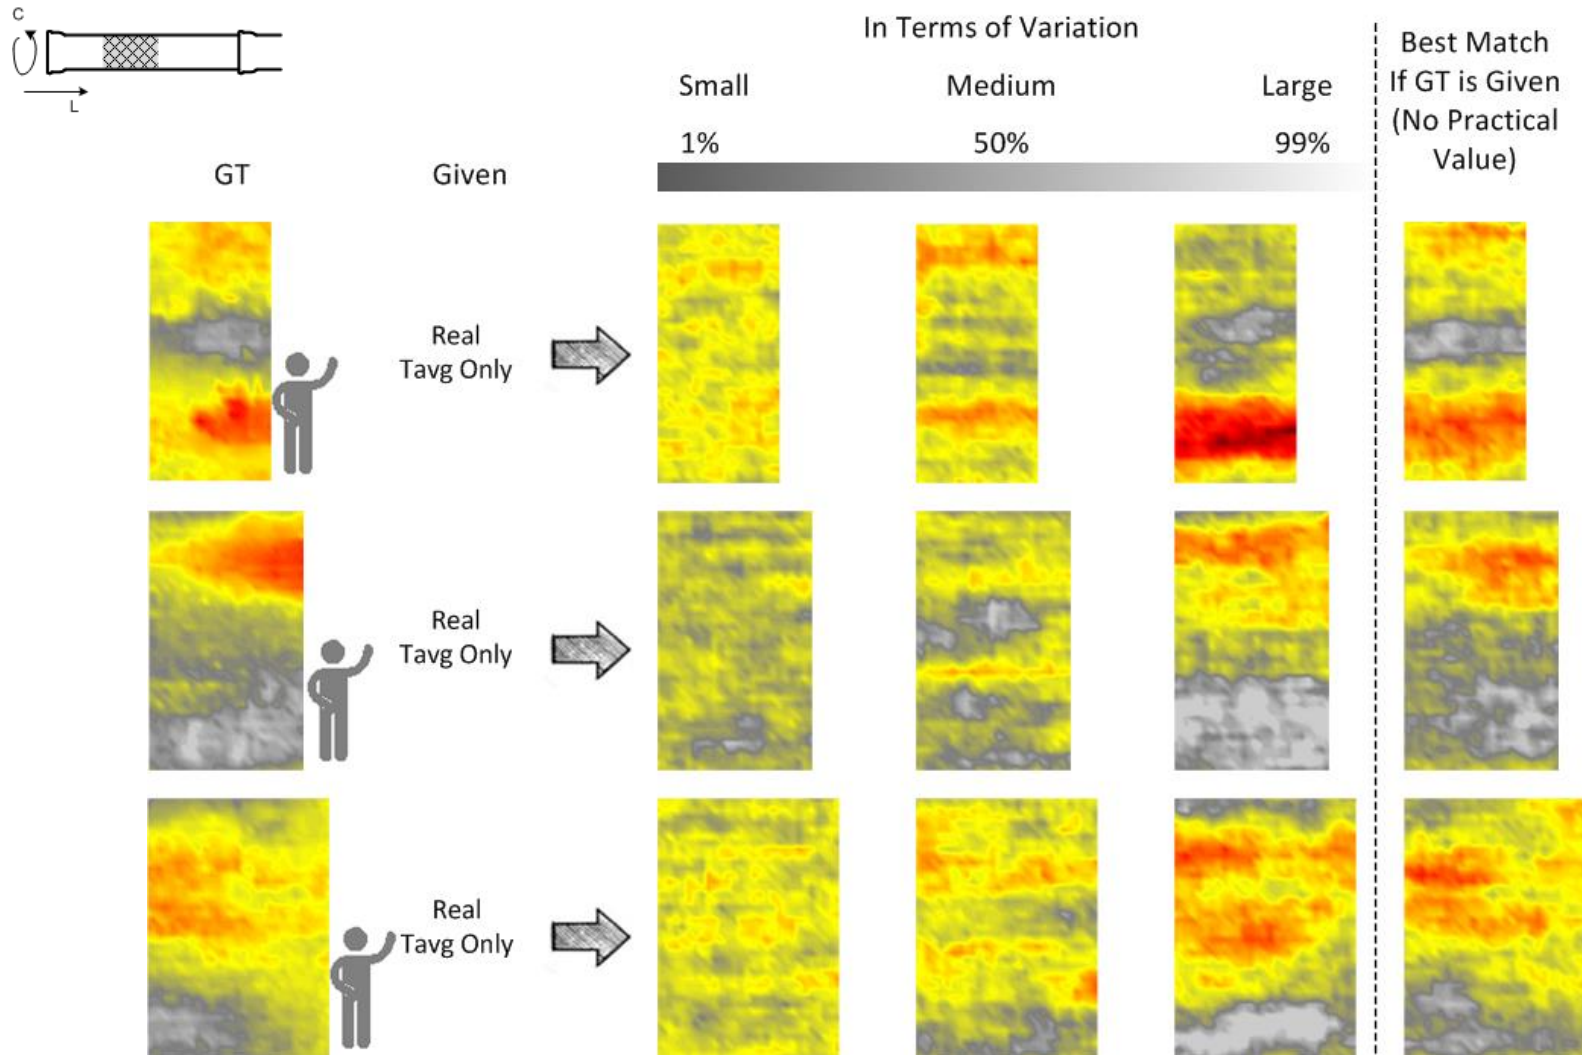 C
L
In Terms of Variation
Small
Medium
Large
1%
50%
99%
Best Match
If GT is Given
(No Practical
Value)
GT
Given
Real
Tavg Only
Real
Tavg Only
Real
Tavg Only